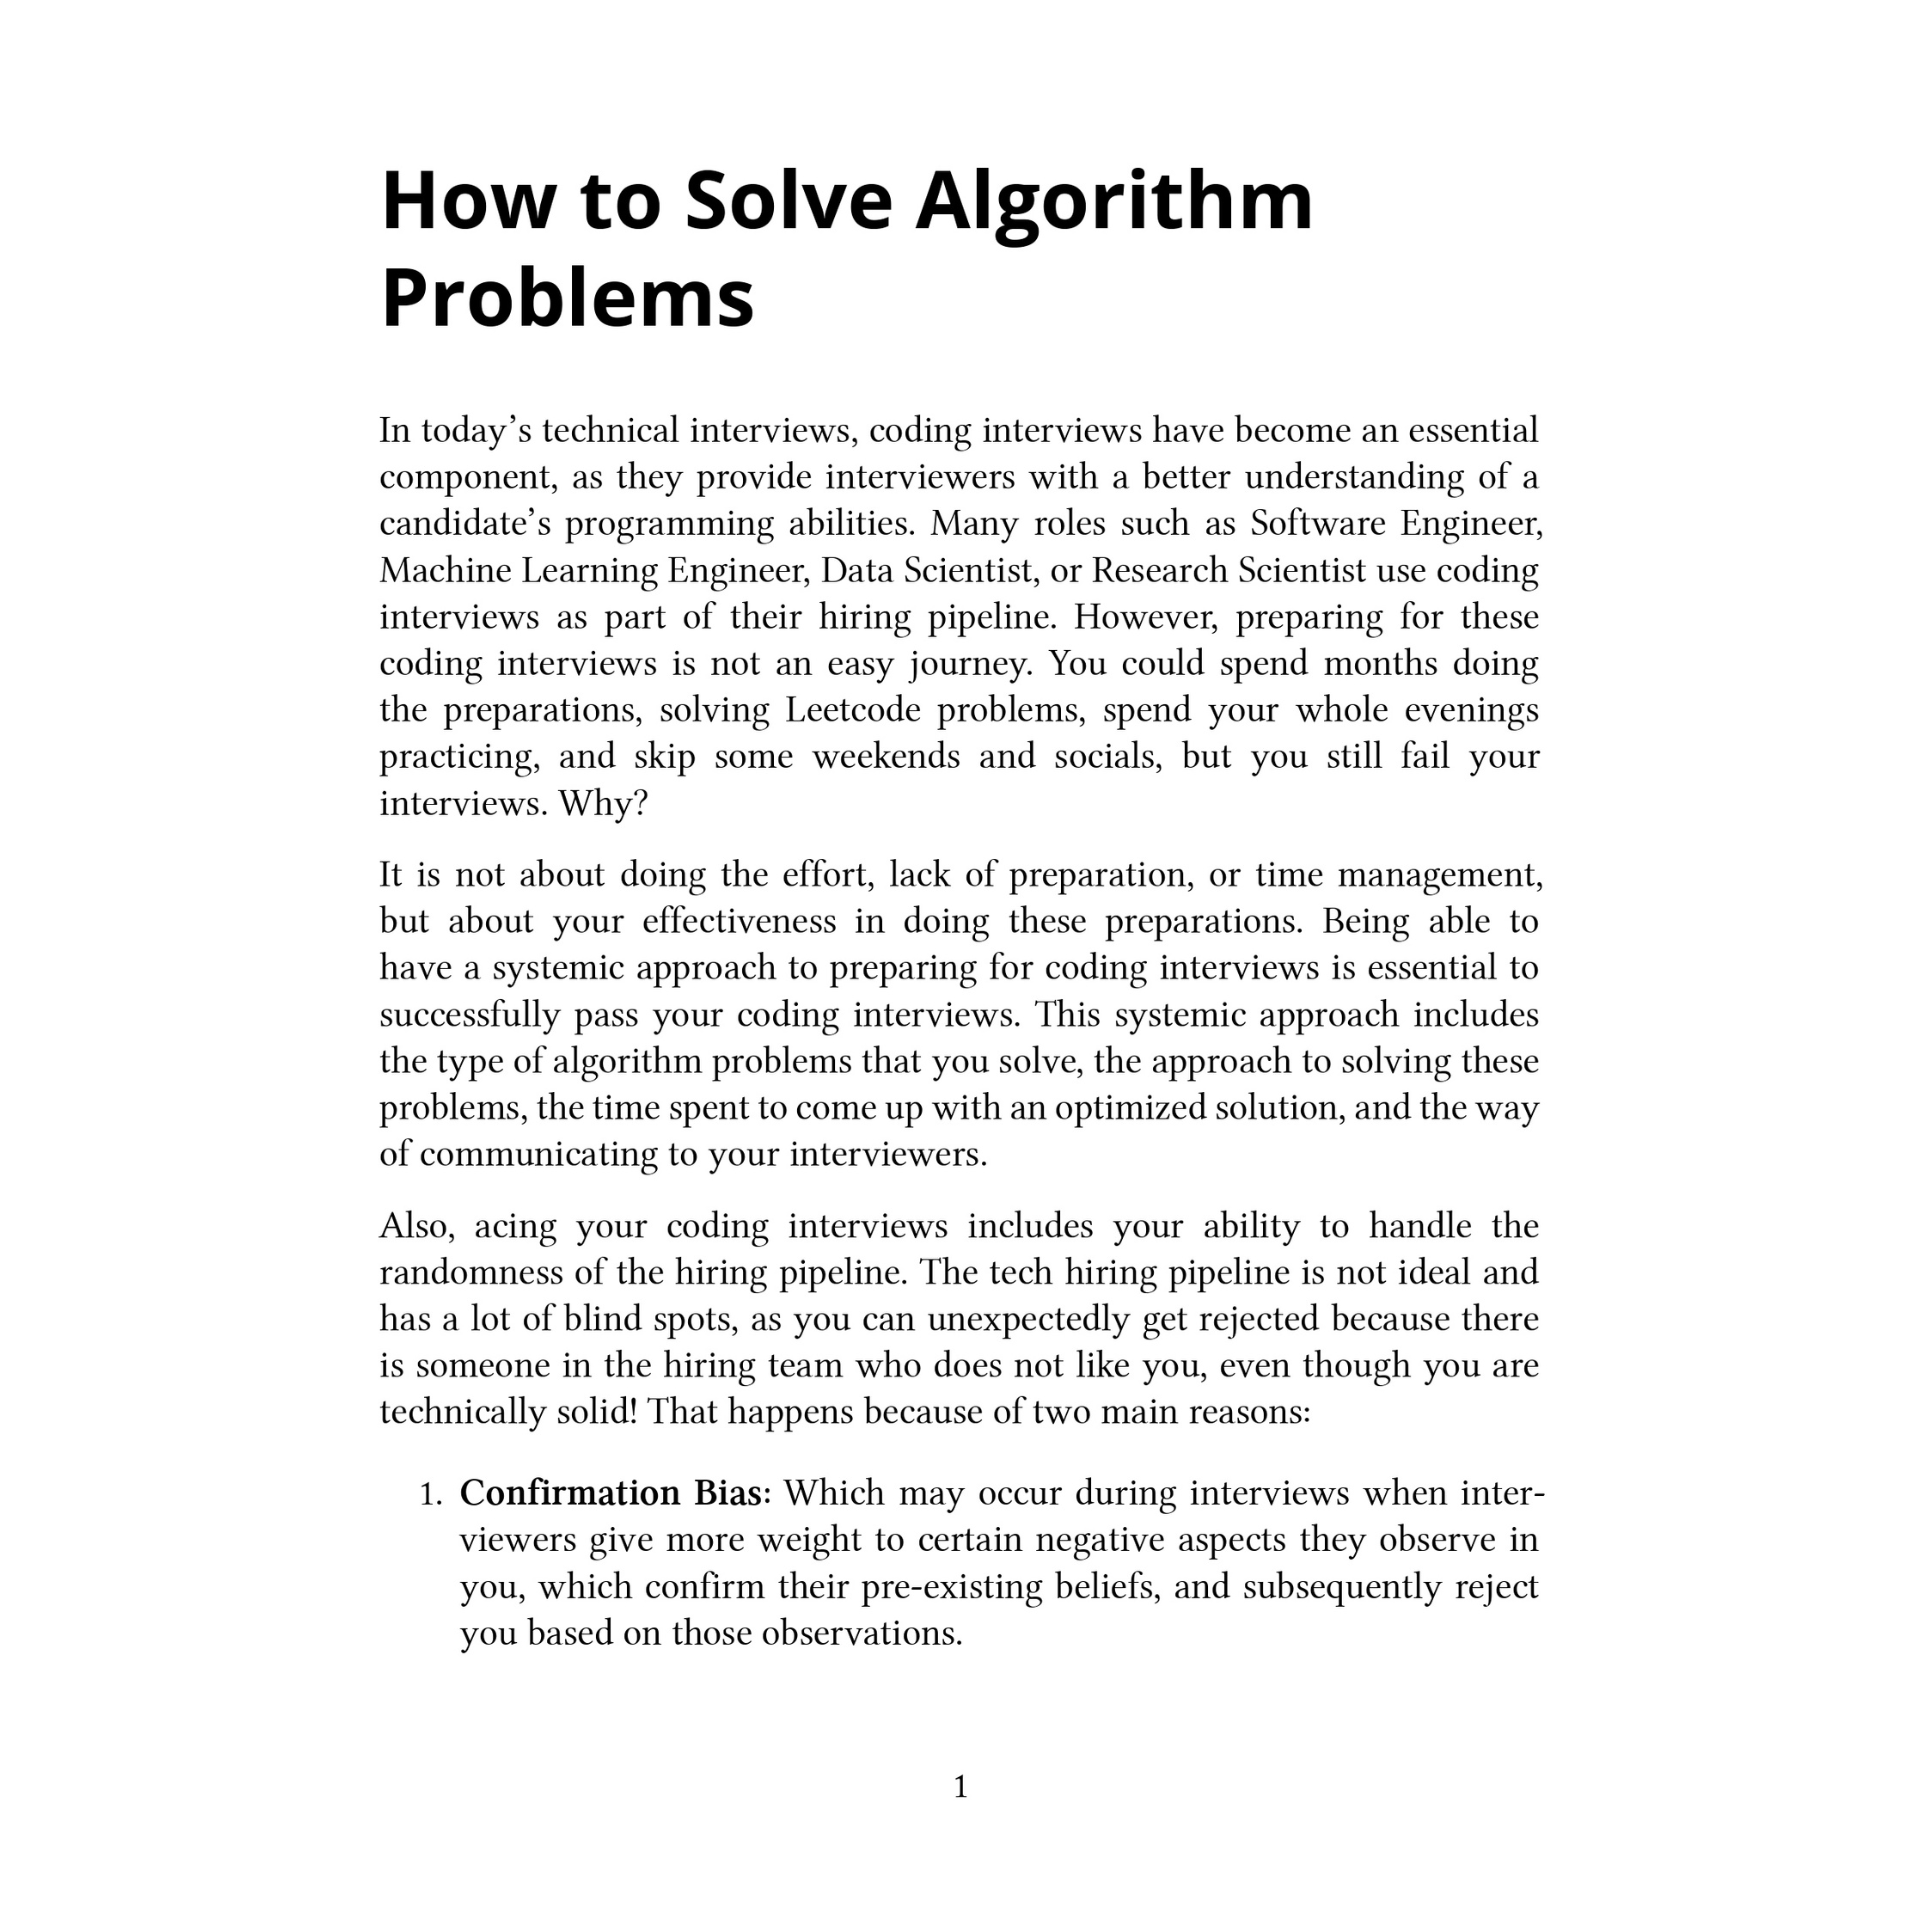 How to Solve Algorithm
Problems
In today’s technical interviews, coding interviews have become an essential
component, as they provide interviewers with a better understanding of a
candidate’s programming abilities. Many roles such as Software Engineer,
Machine Learning Engineer, Data Scientist, or Research Scientist use coding
interviews as part of their hiring pipeline. However, preparing for these
coding interviews is not an easy journey. You could spend months doing
the preparations, solving Leetcode problems, spend your whole evenings
practicing, and skip some weekends and socials, but you still fail your
interviews. Why?
It is not about doing the effort, lack of preparation, or time management,
but about your effectiveness in doing these preparations. Being able to
have a systemic approach to preparing for coding interviews is essential to
successfully pass your coding interviews. This systemic approach includes
the type of algorithm problems that you solve, the approach to solving these
problems, the time spent to come up with an optimized solution, and the way
of communicating to your interviewers.
Also, acing your coding interviews includes your ability to handle the
randomness of the hiring pipeline. The tech hiring pipeline is not ideal and
has a lot of blind spots, as you can unexpectedly get rejected because there
is someone in the hiring team who does not like you, even though you are
technically solid! That happens because of two main reasons:
1. Confirmation Bias: Which may occur during interviews when inter-
viewers give more weight to certain negative aspects they observe in
you, which confirm their pre-existing beliefs, and subsequently reject
you based on those observations.
1